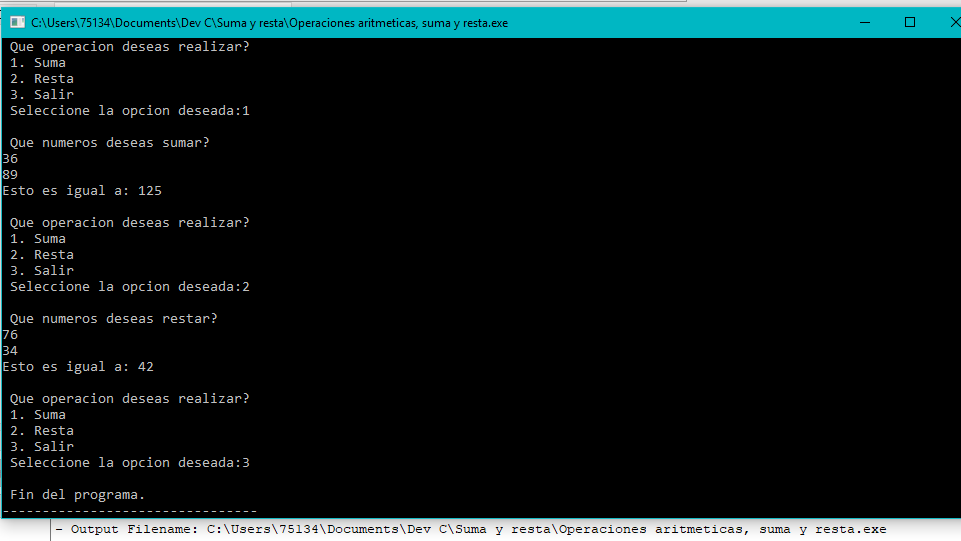 C:\Users\75134\Documents\Dev C\Suma y resta\Operaciones aritmeticas, suma y resta.exe
Que operacion deseas realizar?
1. Suma
2. Resta
3. Salir
Seleccione la opcion deseada:1
Que numeros deseas sumar?
36
89
Esto es igual a: 125
Que operacion deseas realizar?
1. Suma
2. Resta
3. Salir
Seleccione la opcion deseada:2
Que numeros deseas restar?
76
34
Esto es igual a: 42
Que operacion deseas realizar?
1. Suma
2. Resta
3. Salir
Seleccione la opcion deseada:3
Fin del programa.
--------------------------------
- Output Filename: C:\Users\75134\Documents\Dev C\Suma y resta\Operaciones aritmeticas, suma y resta.exe